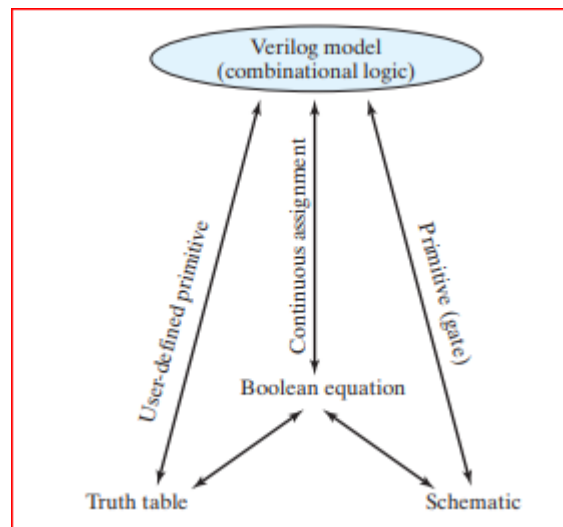 Verilog model
(combinational logic)
User-defined primitive
Continuous assignment
Primitive (gate)
Boolean equation
Truth table
Schematic